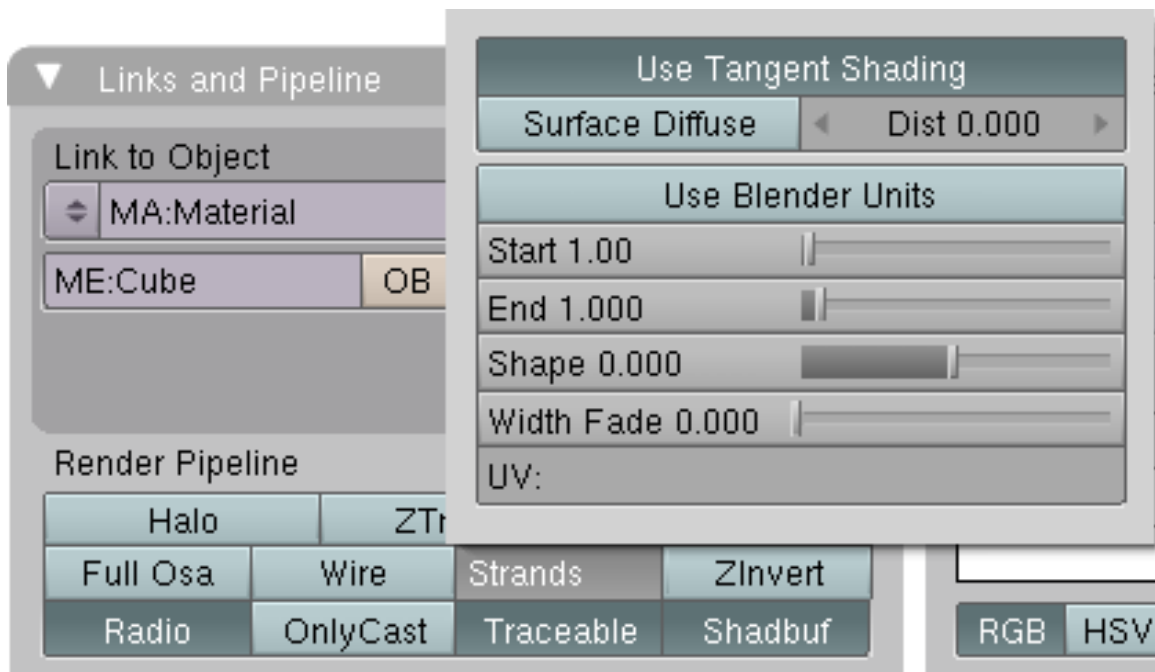 Links and Pipeline
Link to Object
MA:Material
ME:Cube OB
Render Pipeline
Halo
Full Osa Wire Strands ZInvert
Radio OnlyCast Traceable Shadbuf
Use Tangent Shading
Surface Diffuse Dist 0.000
Use Blender Units
Start 1.00
End 1.000
Shape 0.000
Width Fade 0.000
UV:
RGB HSV